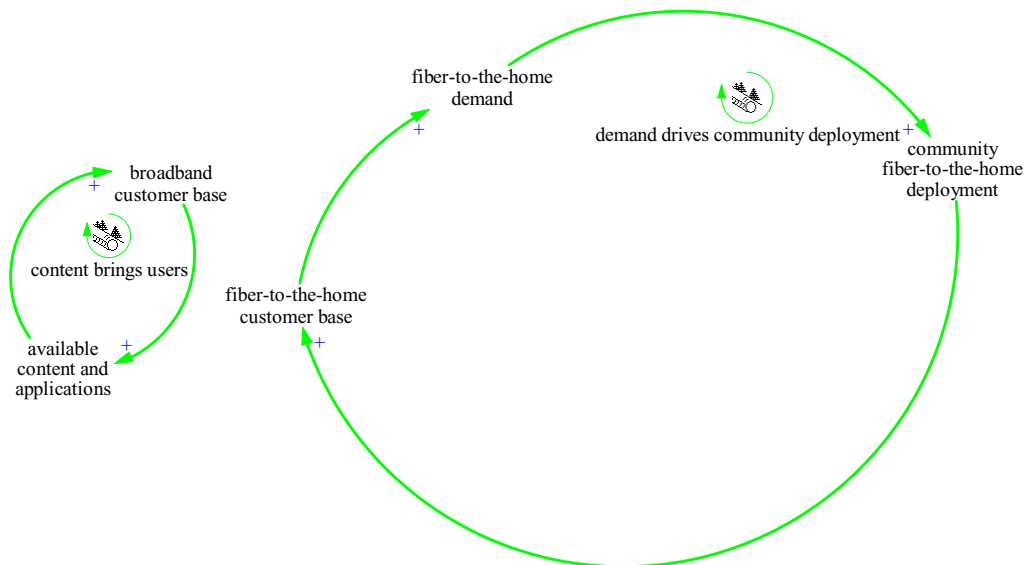 fiber-to-the-home
demand
+
demand drives community deployment
+
community
fiber-to-the-home
deployment
broadband
customer base
+
content brings users
fiber-to-the-home
customer base
+
available
content and
applications
+